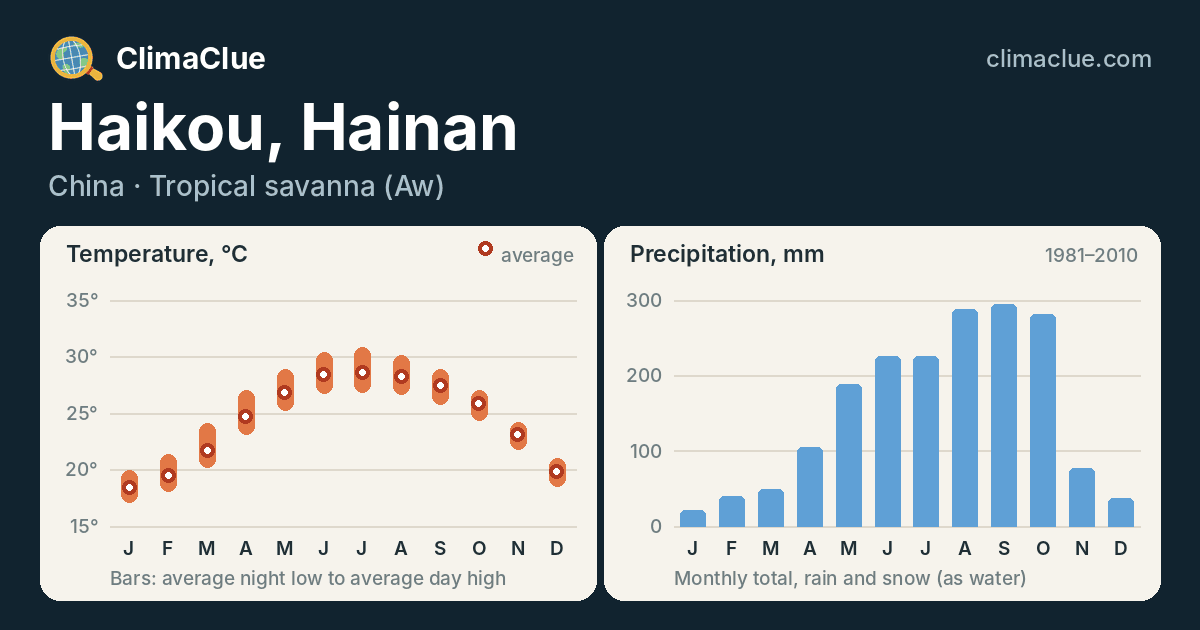 ClimaClue
climaclue.com
Haikou, Hainan
China · Tropical savanna (Aw)
Temperature, °C
average
35°
30°
25°
20°
15°
J F M A M J J A S O N D
Bars: average night low to average day high
Precipitation, mm
1981–2010
300
200
100
0
J F M A M J J A S O N D
Monthly total, rain and snow (as water)